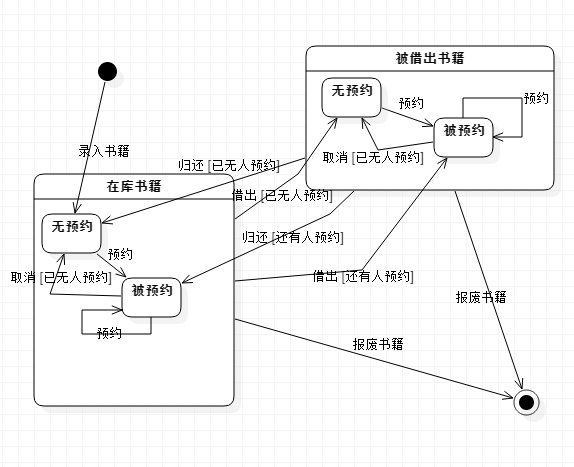 被借出书籍
无预约
预约
预约
被预约
取消 [已无人预约]
录入书籍
归还 [已无人预约]
在库书籍
借出 [已无人预约]
无预约
归还 [还有人预约]
预约
取消 [已无人预约]
借出 [还有人预约]
被预约
报废书籍
预约
报废书籍